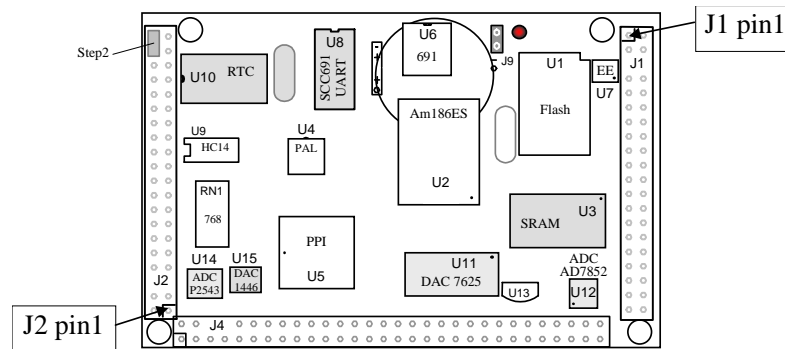 J1 pin1
Step2
U10 RTC
U8
SCC691
UART
- + +
U6
691
J9
U1
Flash
EE
U7
J1
Am186ES
U2
U9
HC14
U4
PAL
RN1
768
SRAM
U3
PPI
U5
U14
ADC
P2543
U15
DAC
1446
U11
DAC 7625
U13
ADC
AD7852
U12
J2
J2 pin1
J4